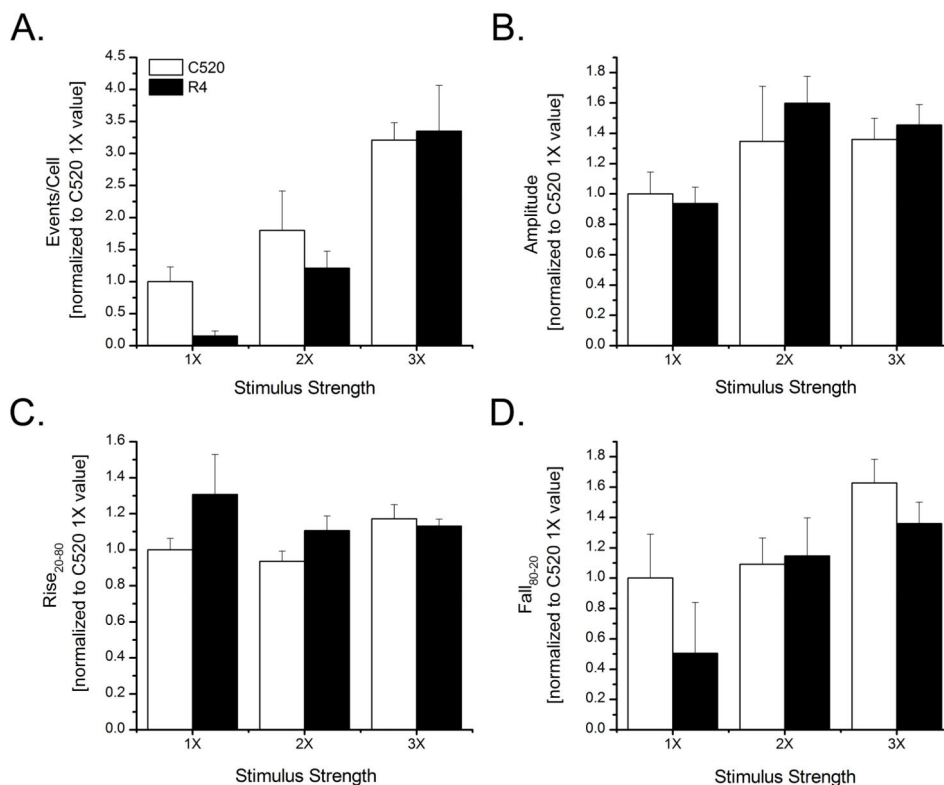 A.
Events/Cell
[normalized to C520 1X value]
4.5
4.0
3.5
3.0
2.5
2.0
1.5
1.0
0.5
0.0
C520
R4
1X 2X 3X
Stimulus Strength
B.
Amplitude
[normalized to C520 1X value]
1.8
1.6
1.4
1.2
1.0
0.8
0.6
0.4
0.2
0.0
1X 2X 3X
Stimulus Strength
C.
Rise20-80
[normalized to C520 1X value]
1.6
1.4
1.2
1.0
0.8
0.6
0.4
0.2
0.0
1X 2X 3X
Stimulus Strength
D.
Fall80-20
[normalized to C520 1X value]
1.8
1.6
1.4
1.2
1.0
0.8
0.6
0.4
0.2
0.0
1X 2X 3X
Stimulus Strength